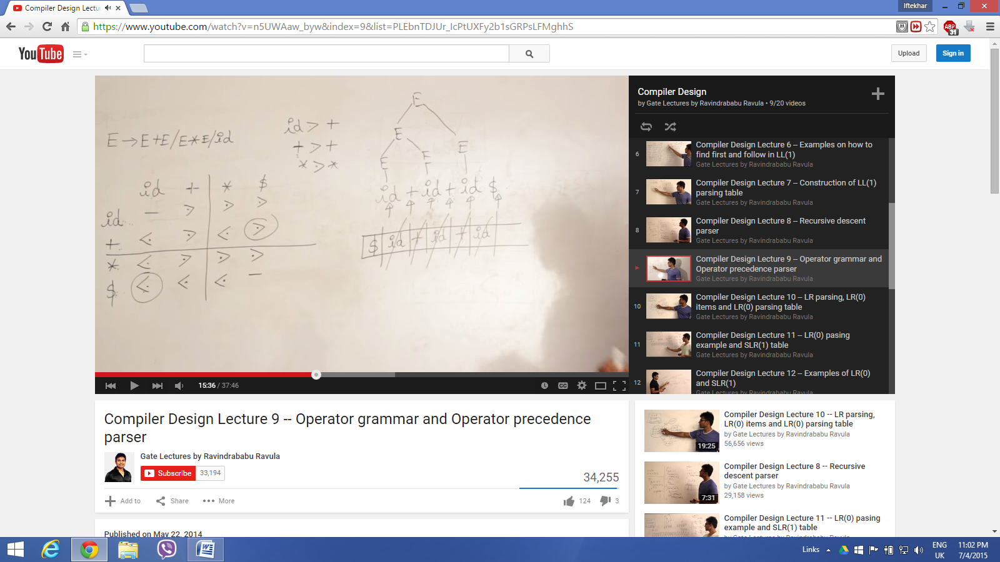 Compiler Design Lectu
Iftekhar
https://www.youtube.com/watch?v=n5UWAaw_byw&index=9&list=PLEbnTDJUr_IcPtUXFy2b1sGRPsLFMghhS
ABP
31
YouTube
Upload
Sign in
E → E+E/E*E/id
id > +
+ > +
* > *
id + * $
id - ⋗ ⋗ ⋗
+ ⋖ ⋗ ⋖ ⋗
* ⋖ ⋗ ⋗ ⋗
$ ⋖ ⋖ ⋖ -
E
E E
E E
id + id + id $
$ id + id + id
15:36 / 37:46
CC
Compiler Design
by Gate Lectures by Ravindrababu Ravula • 9/20 videos
6 Compiler Design Lecture 6 -- Examples on how to
find first and follow in LL(1)
Gate Lectures by Ravindrababu Ravula
7 Compiler Design Lecture 7 -- Construction of LL(1)
parsing table
Gate Lectures by Ravindrababu Ravula
8 Compiler Design Lecture 8 -- Recursive descent
parser
Gate Lectures by Ravindrababu Ravula
Compiler Design Lecture 9 -- Operator grammar and
Operator precedence parser
Gate Lectures by Ravindrababu Ravula
10 Compiler Design Lecture 10 -- LR parsing, LR(0)
items and LR(0) parsing table
Gate Lectures by Ravindrababu Ravula
11 Compiler Design Lecture 11 -- LR(0) pasing
example and SLR(1) table
Gate Lectures by Ravindrababu Ravula
12 Compiler Design Lecture 12 -- Examples of LR(0)
and SLR(1)
Gate Lectures by Ravindrababu Ravula
Compiler Design Lecture 9 -- Operator grammar and Operator precedence
parser
Gate Lectures by Ravindrababu Ravula
Subscribe 33,194
34,255
Add to Share More
124 3
Published on May 22, 2014
Compiler Design Lecture 10 -- LR parsing,
LR(0) items and LR(0) parsing table
by Gate Lectures by Ravindrababu Ravula
56,656 views
19:25
Compiler Design Lecture 8 -- Recursive
descent parser
by Gate Lectures by Ravindrababu Ravula
29,158 views
7:31
Compiler Design Lecture 11 -- LR(0) pasing
example and SLR(1) table
Links
ENG
UK
11:02 PM
7/4/2015